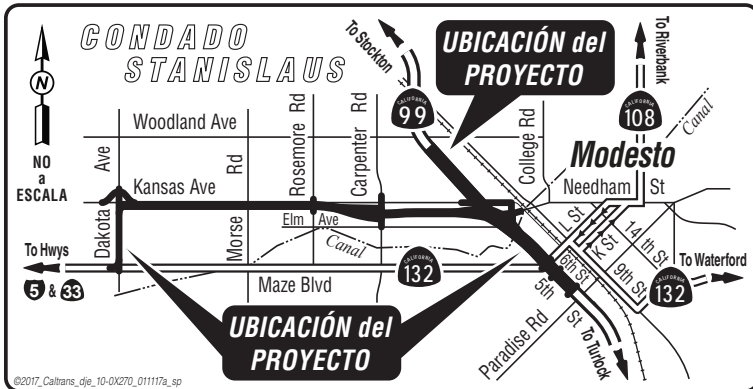 CONDADO
STANISLAUS
N
NO
a
ESCALA
To Stockton
CALIFORNIA
99
UBICACIÓN del
PROYECTO
To Riverbank
CALIFORNIA
108
Canal
Woodland Ave
Rosemore Rd
Carpenter Rd
College Rd
Modesto
Needham St
Dakota Ave
Kansas Ave
Morse Rd
Elm Ave
Canal
L St
K St
14 th St
9th St
6th St
5th St
To Hwys
5 & 33
CALIFORNIA
132
Maze Blvd
To Waterford
CALIFORNIA
132
UBICACIÓN del
PROYECTO
Paradise Rd
To Turlock
©2017_Caltrans_dje_10-0X270_011117a_sp